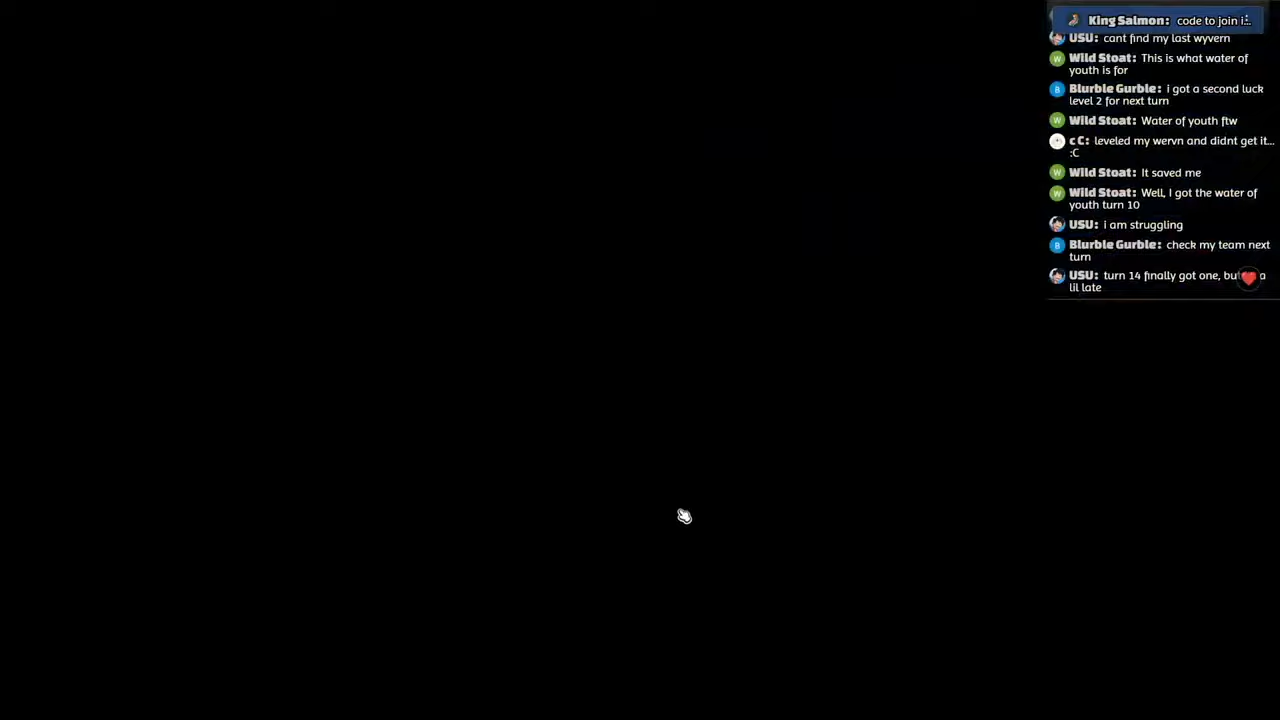 King Salmon: code to join i...
USU: cant find my last wyvern
Wild Stoat: This is what water of
youth is for
Blurble Gurble: i got a second luck
level 2 for next turn
Wild Stoat: Water of youth ftw
c C: leveled my wervn and didnt get it...
:C
Wild Stoat: It saved me
Wild Stoat: Well, I got the water of
youth turn 10
USU: i am struggling
Blurble Gurble: check my team next
turn
USU: turn 14 finally got one, but a
lil late